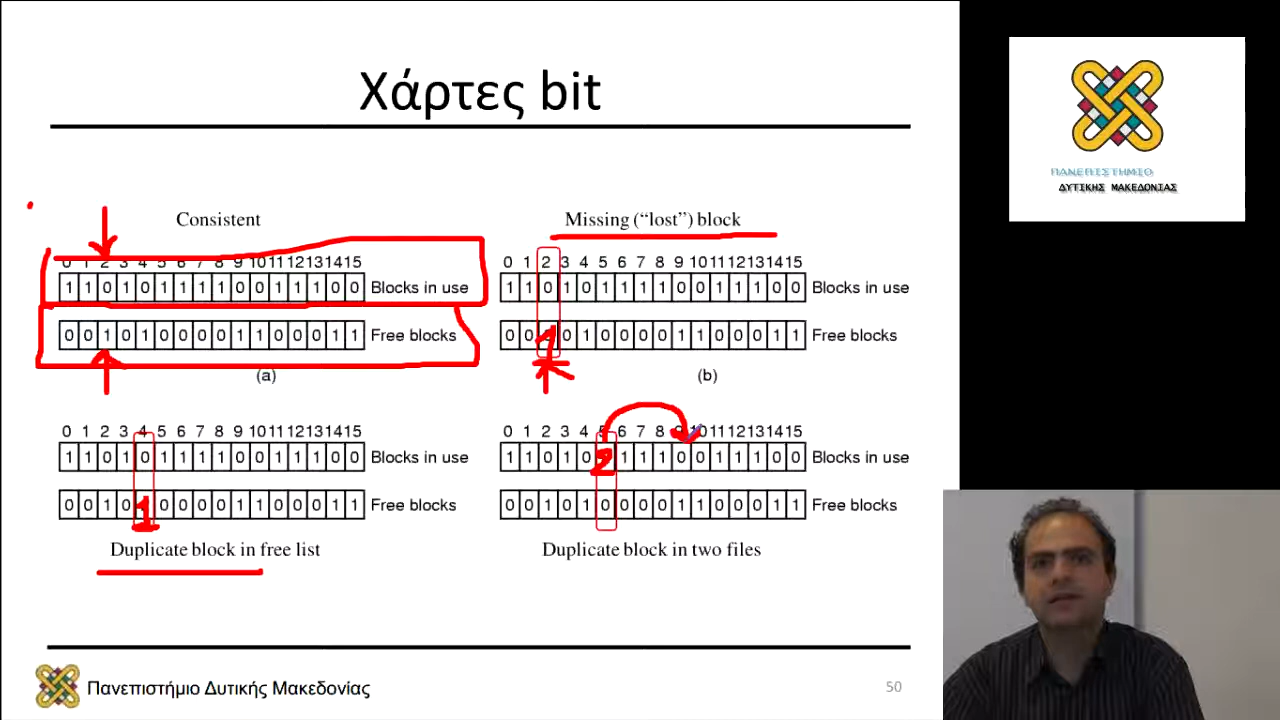 Χάρτες bit
ΠΑΝΕΠΙΣΤΗΜΙΟ
ΔΥΤΙΚΗΣ ΜΑΚΕΔΟΝΙΑΣ
Consistent
0 1 2 3 4 5 6 7 8 9 10 11 12 13 14 15
1 1 0 1 0 1 1 1 1 0 0 1 1 1 0 0 Blocks in use
0 0 1 0 1 0 0 0 0 1 1 0 0 0 1 1 Free blocks
(a)
Missing (“lost”) block
0 1 2 3 4 5 6 7 8 9 10 11 12 13 14 15
1 1 0 1 0 1 1 1 1 0 0 1 1 1 0 0 Blocks in use
0 0 1 0 1 0 0 0 0 1 1 0 0 0 1 1 Free blocks
(b)
0 1 2 3 4 5 6 7 8 9 10 11 12 13 14 15
1 1 0 1 0 1 1 1 1 0 0 1 1 1 0 0 Blocks in use
0 0 1 0 1 0 0 0 0 1 1 0 0 0 1 1 Free blocks
Duplicate block in free list
0 1 2 3 4 5 6 7 8 9 10 11 12 13 14 15
1 1 0 1 0 2 1 1 1 0 0 1 1 1 0 0 Blocks in use
0 0 1 0 1 0 0 0 0 1 1 0 0 0 1 1 Free blocks
Duplicate block in two files
Πανεπιστήμιο Δυτικής Μακεδονίας
50